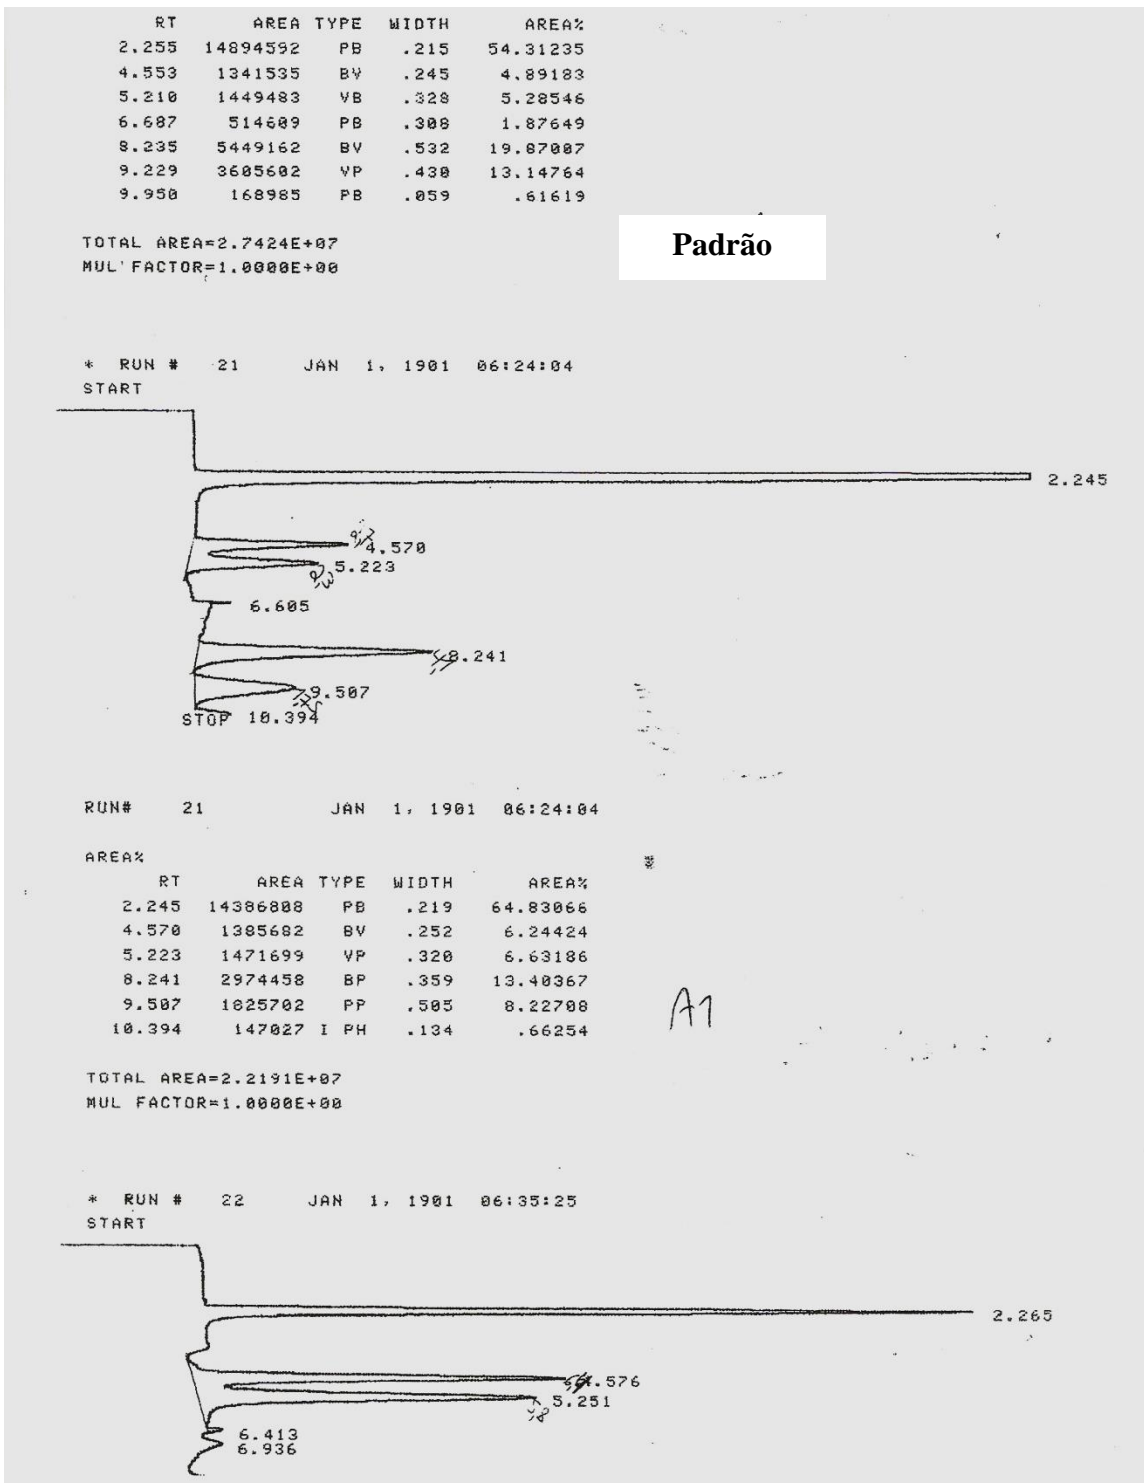 RT AREA TYPE WIDTH AREA%
2.255 14894592 PB .215 54.31235
4.553 1341535 BV .245 4.89183
5.210 1449483 VB .328 5.28546
6.687 514609 PB .308 1.87649
8.235 5449162 BV .532 19.87007
9.229 3605602 VP .430 13.14764
9.950 168985 PB .059 .61619
TOTAL AREA=2.7424E+07
MUL FACTOR=1.0000E+00
Padrão
* RUN # 21 JAN 1, 1901 06:24:04
START
2.245
4.570
5.223
6.605
8.241
9.507
STOP 10.394
RUN# 21 JAN 1, 1901 06:24:04
AREA%
RT AREA TYPE WIDTH AREA%
2.245 14386808 PB .219 64.83066
4.570 1385682 BV .252 6.24424
5.223 1471699 VP .320 6.63186
8.241 2974458 BP .359 13.40367
9.507 1825702 PP .505 8.22708
10.394 147027 I PH .134 .66254
A1
TOTAL AREA=2.2191E+07
MUL FACTOR=1.0000E+00
* RUN # 22 JAN 1, 1901 06:35:25
START
2.265
.576
5.251
6.413
6.936